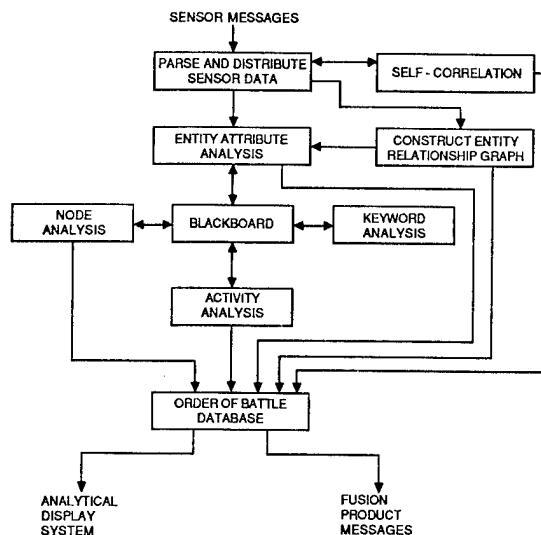 SENSOR MESSAGES
PARSE AND DISTRIBUTE
SENSOR DATA
SELF - CORRELATION
ENTITY ATTRIBUTE
ANALYSIS
CONSTRUCT ENTITY
RELATIONSHIP GRAPH
NODE
ANALYSIS
BLACKBOARD
KEYWORD
ANALYSIS
ACTIVITY
ANALYSIS
ORDER OF BATTLE
DATABASE
ANALYTICAL
DISPLAY
SYSTEM
FUSION
PRODUCT
MESSAGES